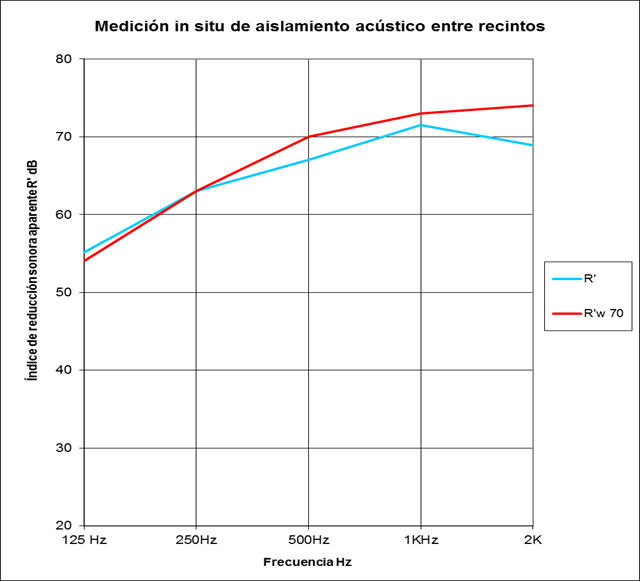 Medición in situ de aislamiento acústico entre recintos
Índice de reducción sonora aparente R' dB
80
70
60
50
40
30
20
125 Hz 250Hz 500Hz 1KHz 2K
Frecuencia Hz
R'
R'w 70